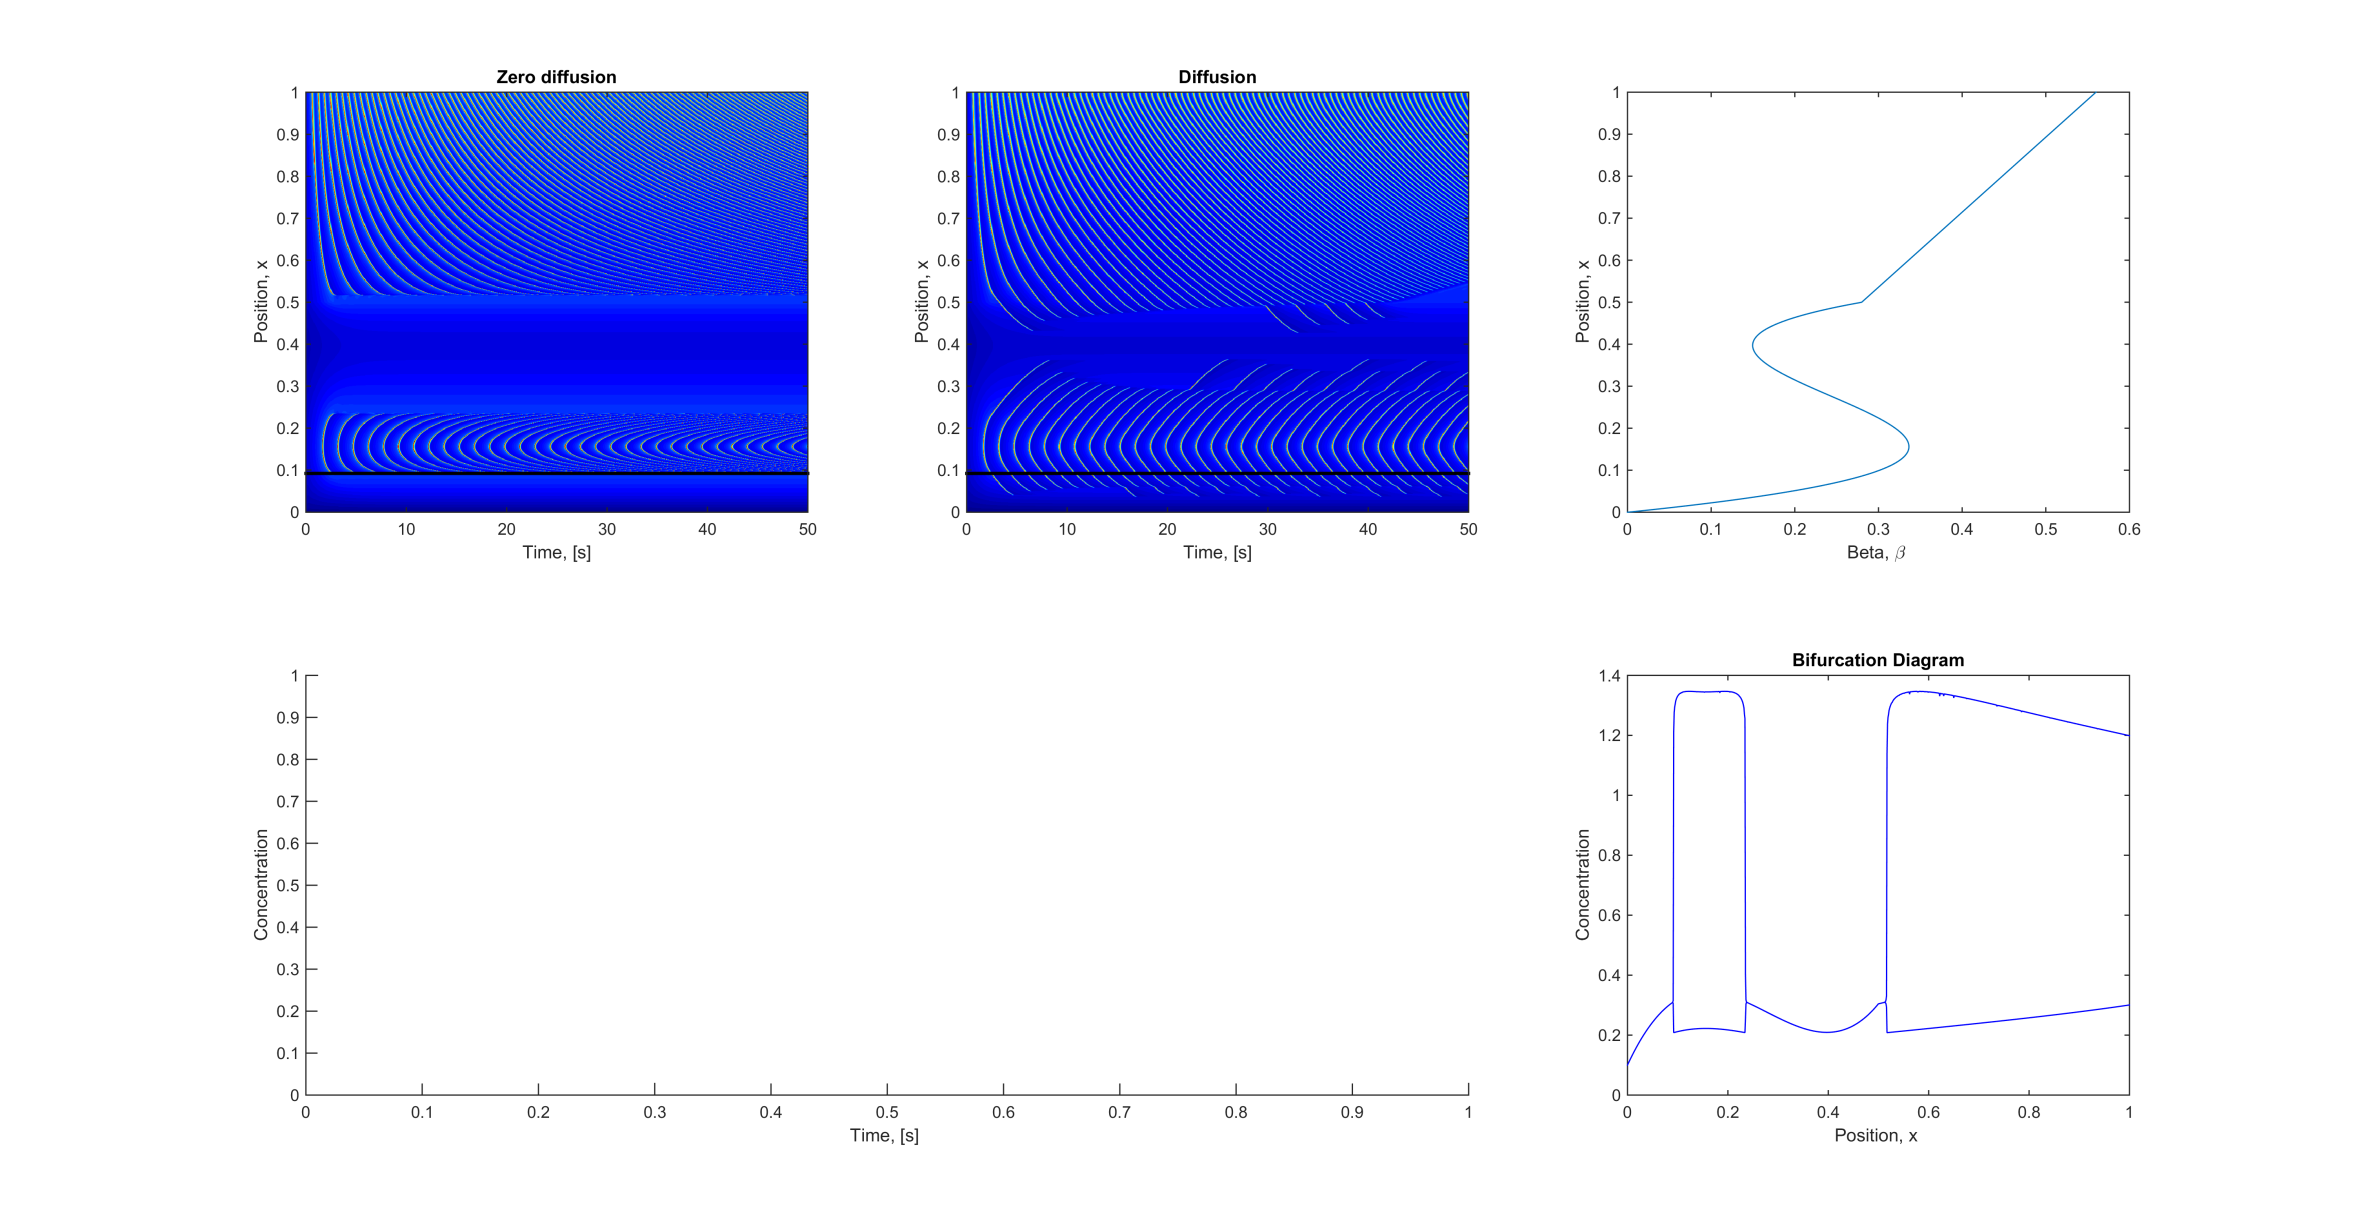 Zero diffusion
Position, x
1
0.9
0.8
0.7
0.6
0.5
0.4
0.3
0.2
0.1
0
0 10 20 30 40 50
Time, [s]
Diffusion
Position, x
1
0.9
0.8
0.7
0.6
0.5
0.4
0.3
0.2
0.1
0
0 10 20 30 40 50
Time, [s]
Position, x
1
0.9
0.8
0.7
0.6
0.5
0.4
0.3
0.2
0.1
0
0 0.1 0.2 0.3 0.4 0.5 0.6
Beta, β
Concentration
1
0.9
0.8
0.7
0.6
0.5
0.4
0.3
0.2
0.1
0
0 0.1 0.2 0.3 0.4 0.5 0.6 0.7 0.8 0.9 1
Time, [s]
Bifurcation Diagram
Concentration
1.4
1.2
1
0.8
0.6
0.4
0.2
0
0 0.2 0.4 0.6 0.8 1
Position, x